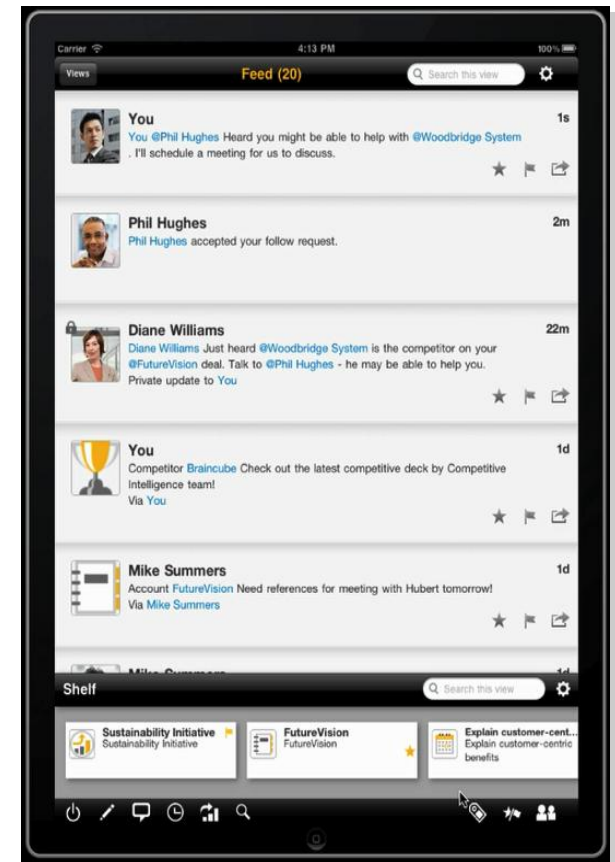 Carrier 4:13 PM 100%
Views Feed (20) Search this view
You 1s
You @Phil Hughes Heard you might be able to help with @Woodbridge System
. I'll schedule a meeting for us to discuss.
Phil Hughes 2m
Phil Hughes accepted your follow request.
Diane Williams 22m
Diane Williams Just heard @Woodbridge System is the competitor on your
@FutureVision deal. Talk to @Phil Hughes - he may be able to help you.
Private update to You
You 1d
Competitor Braincube Check out the latest competitive deck by Competitive
Intelligence team!
Via You
Mike Summers 1d
Account FutureVision Need references for meeting with Hubert tomorrow!
Via Mike Summers
Mike Summers 1d
Shelf Search this view
Sustainability Initiative FutureVision Explain customer-cent...
Sustainability Initiative FutureVision Explain customer-centric
benefits